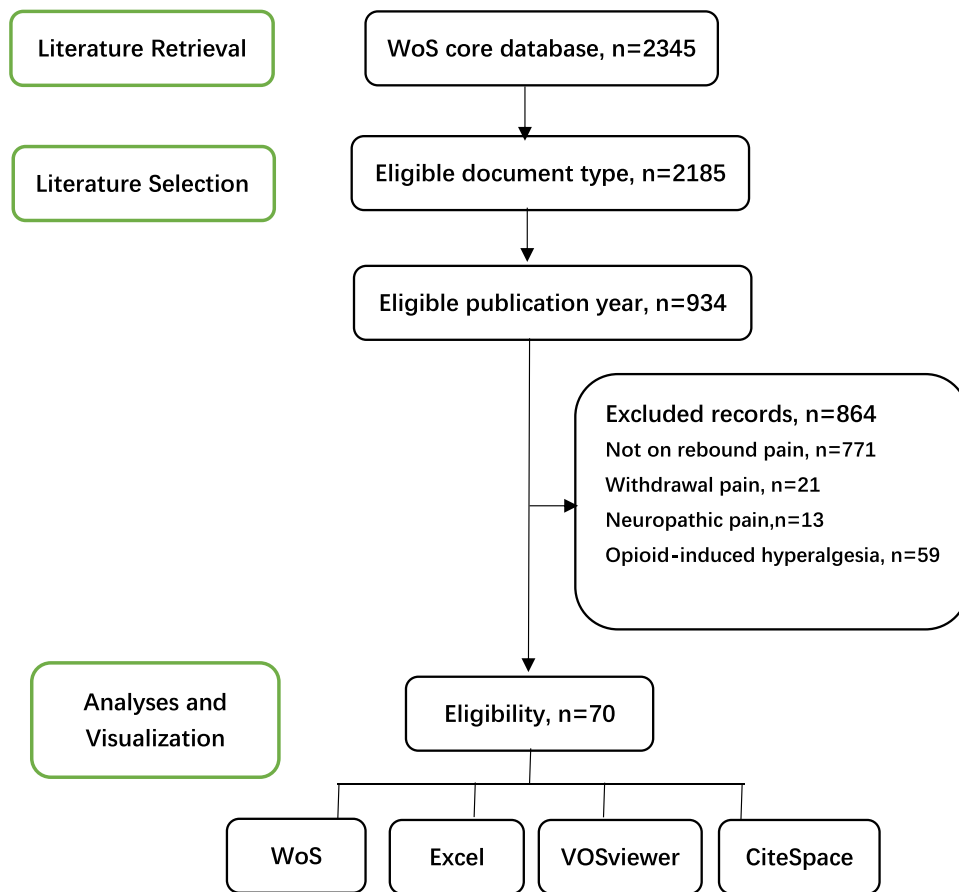 Literature Retrieval
WoS core database, n=2345
Literature Selection
Eligible document type, n=2185
Eligible publication year, n=934
Excluded records, n=864
Not on rebound pain, n=771
Withdrawal pain, n=21
Neuropathic pain,n=13
Opioid-induced hyperalgesia, n=59
Analyses and
Visualization
Eligibility, n=70
WoS
Excel
VOSviewer
CiteSpace